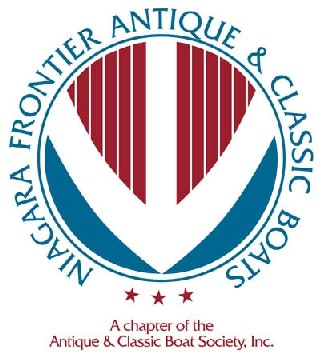 NIAGARA FRONTIER ANTIQUE & CLASSIC BOATS
A chapter of the
Antique & Classic Boat Society, Inc.